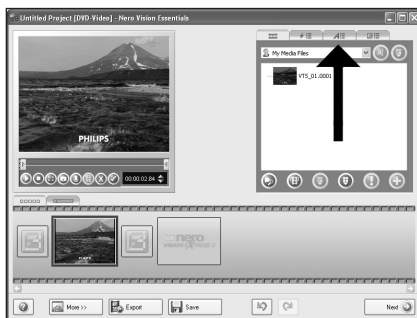 Untitled Project [DVD-Video] - Nero Vision Essentials
My Media Files
VTS_01.0001
PHILIPS
00:00:02.84
nero
More >>
Export
Save
Next